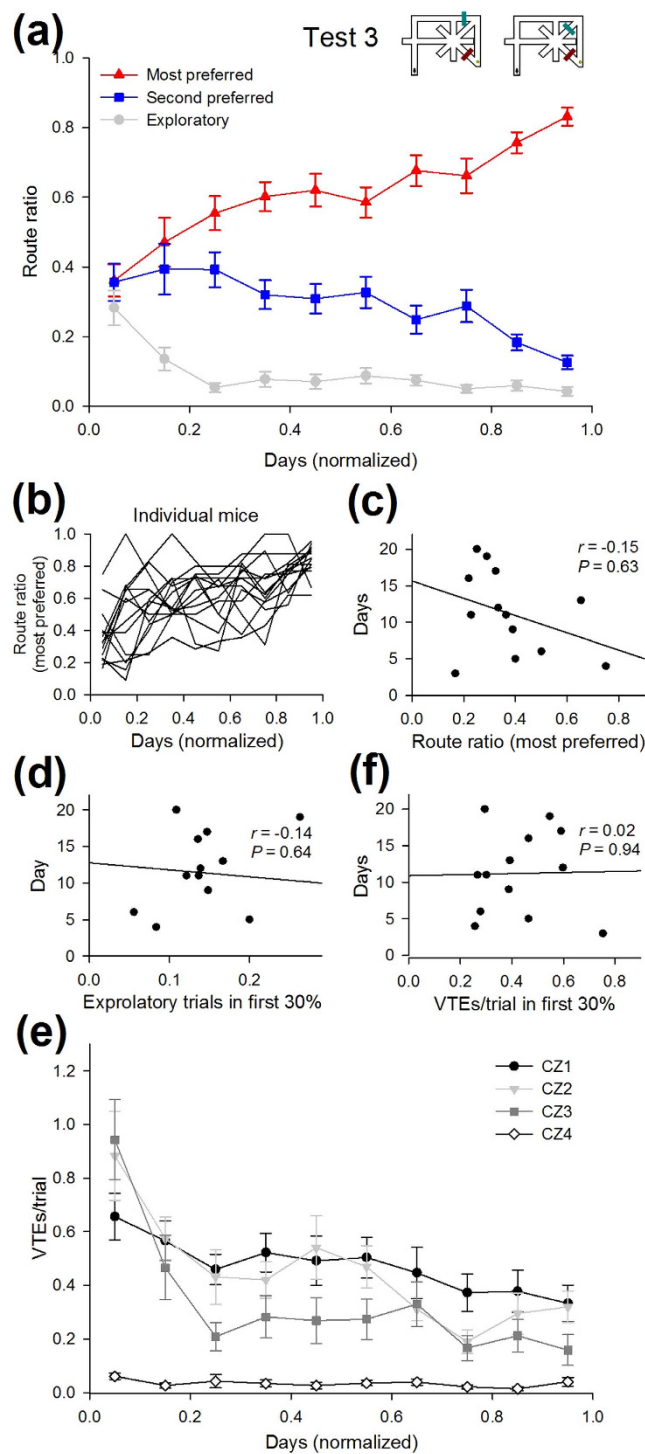 (a)
Test 3
Most preferred
Second preferred
Exploratory
1.0
0.8
0.6
0.4
0.2
0.0
Route ratio
0.0 0.2 0.4 0.6 0.8 1.0
Days (normalized)
(b)
Individual mice
1.0
0.8
0.6
0.4
0.2
0.0
Route ratio
(most preferred)
0.0 0.2 0.4 0.6 0.8 1.0
Days (normalized)
(c)
r = -0.15
P = 0.63
20
15
10
5
0
Days
0.0 0.2 0.4 0.6 0.8
Route ratio (most preferred)
(d)
r = -0.14
P = 0.64
20
15
10
5
0
Day
0.0 0.1 0.2
Exprolatory trials in first 30%
(f)
r = 0.02
P = 0.94
20
15
10
5
0
Days
0.0 0.2 0.4 0.6 0.8
VTEs/trial in first 30%
(e)
CZ1
CZ2
CZ3
CZ4
1.2
1.0
0.8
0.6
0.4
0.2
0.0
VTEs/trial
0.0 0.2 0.4 0.6 0.8 1.0
Days (normalized)